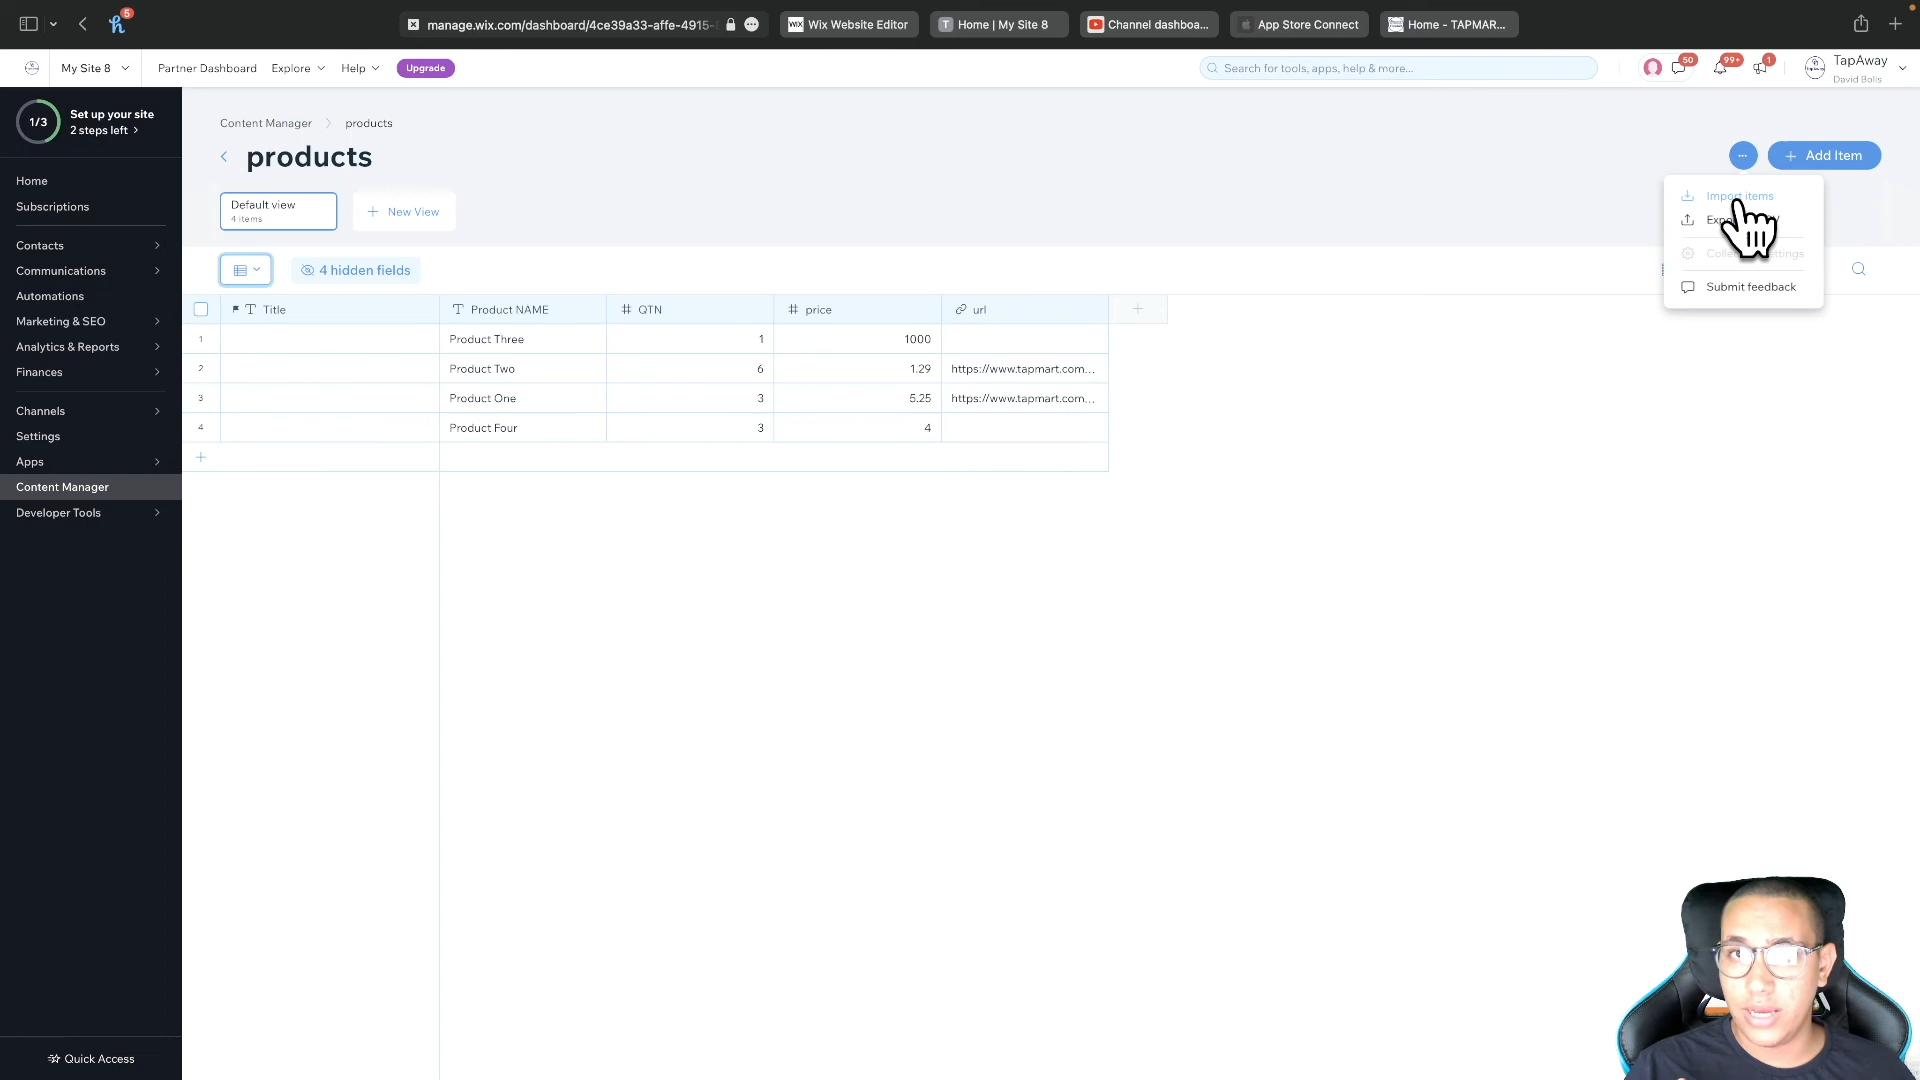 5
manage.wix.com/dashboard/4ce39a33-affe-4915-
WIX Wix Website Editor
T Home | My Site 8
Channel dashboa...
App Store Connect
Home - TAPMAR...
My Site 8
Partner Dashboard
Explore
Help
Upgrade
Search for tools, apps, help & more...
50
99+
1
TapAway
David Bolis
1/3
Set up your site
2 steps left
Home
Subscriptions
Contacts
Communications
Automations
Marketing & SEO
Analytics & Reports
Finances
Channels
Settings
Apps
Content Manager
Developer Tools
Quick Access
Content Manager > products
products
... + Add Item
Default view
4 items
+ New View
Import items
Submit feedback
4 hidden fields
Title Product NAME # QTN # price url +
1 Product Three 1 1000
2 Product Two 6 1.29 https://www.tapmart.com...
3 Product One 3 5.25 https://www.tapmart.com...
4 Product Four 3 4
+